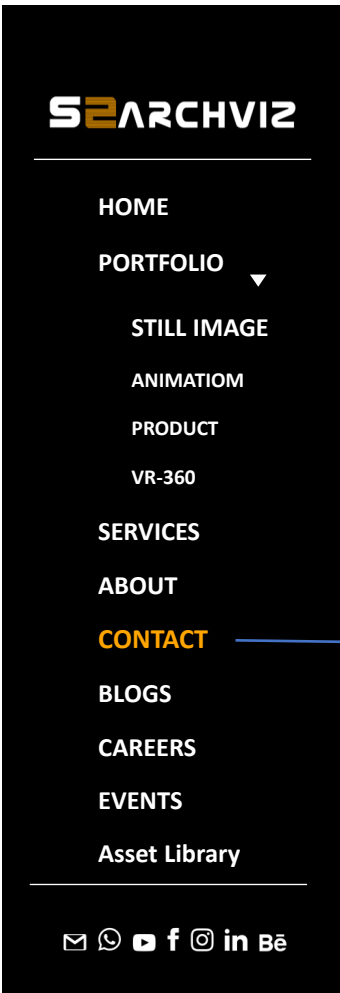 S2ARCHVIZ
HOME
PORTFOLIO
STILL IMAGE
ANIMATIOM
PRODUCT
VR-360
SERVICES
ABOUT
CONTACT
BLOGS
CAREERS
EVENTS
Asset Library
f in Bē